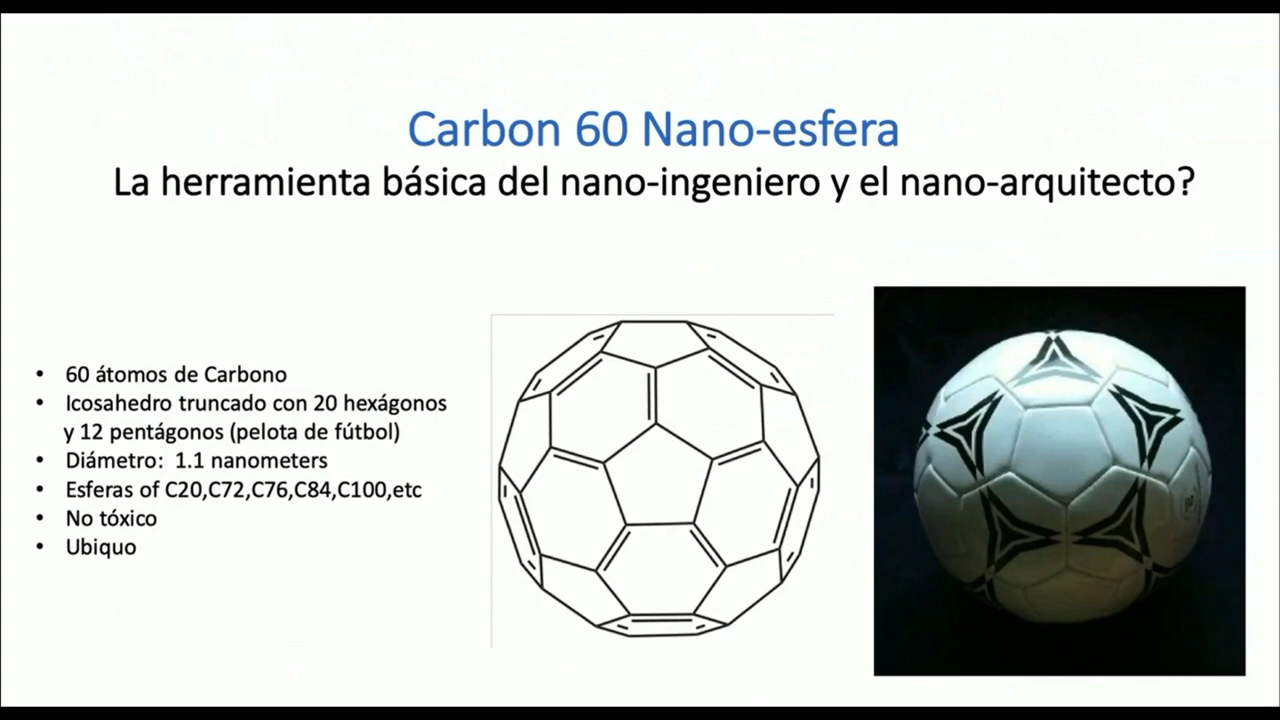 Carbon 60 Nano-esfera
La herramienta básica del nano-ingeniero y el nano-arquitecto?
• 60 átomos de Carbono
• Icosahedro truncado con 20 hexágonos
y 12 pentágonos (pelota de fútbol)
• Diámetro: 1.1 nanometers
• Esferas of C20,C72,C76,C84,C100,etc
• No tóxico
• Ubiquo